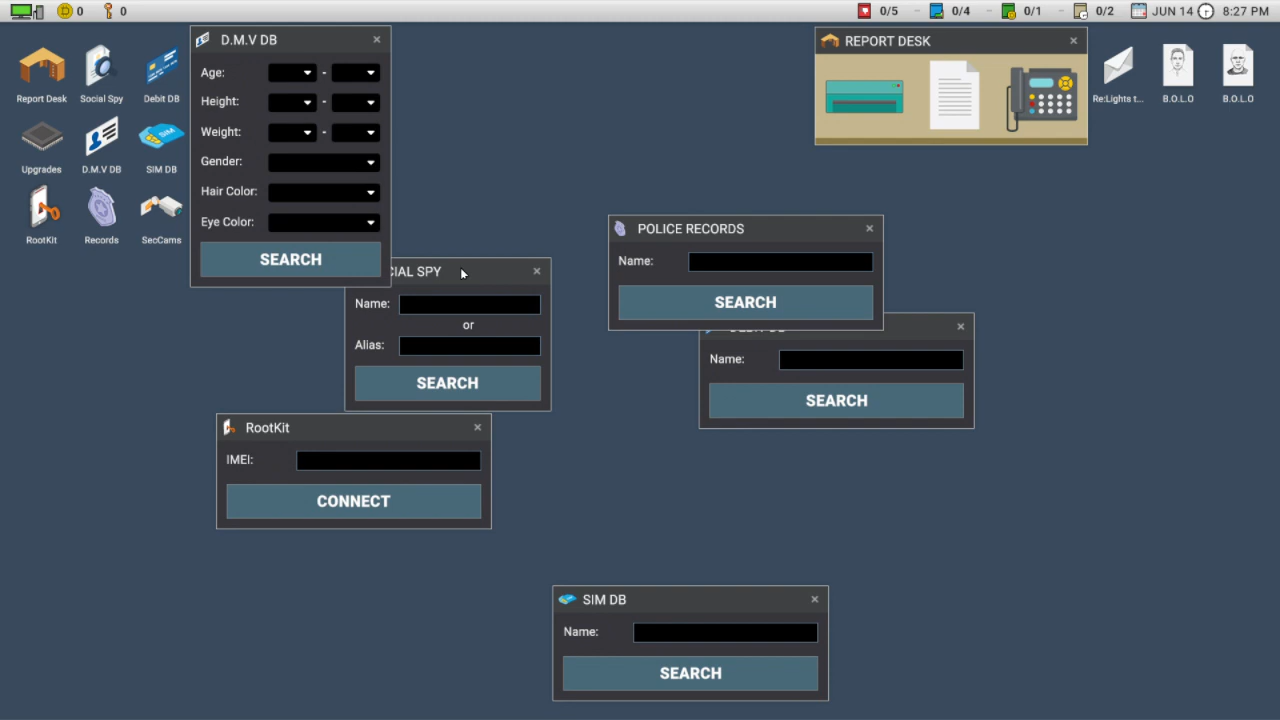 0
0
0/5
0/4
0/1
0/2
JUN 14
8:27 PM
Report Desk
Social Spy
Debit DB
Upgrades
D.M.V DB
SIM DB
RootKit
Records
SecCams
D.M.V DB
Age: -
Height: -
Weight: -
Gender:
Hair Color:
Eye Color:
SEARCH
CIAL SPY
Name:
or
Alias:
SEARCH
RootKit
IMEI:
CONNECT
REPORT DESK
Re:Lights t...
B.O.L.O
B.O.L.O
POLICE RECORDS
Name:
SEARCH
Name:
SEARCH
SIM DB
Name:
SEARCH